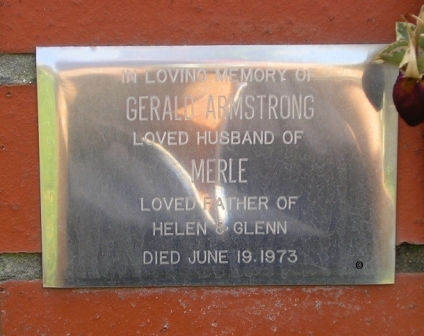 IN LOVING MEMORY OF
GERALD ARMSTRONG
LOVED HUSBAND OF
MERLE
LOVED FATHER OF
HELEN & GLENN
DIED JUNE 19.1973